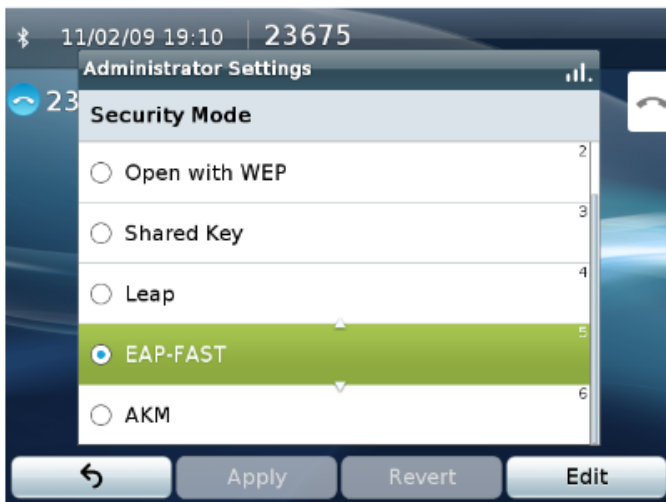 11/02/09 19:10 23675
Administrator Settings
23
Security Mode
Open with WEP 2
Shared Key 3
Leap 4
EAP-FAST 5
AKM 6
Apply Revert Edit